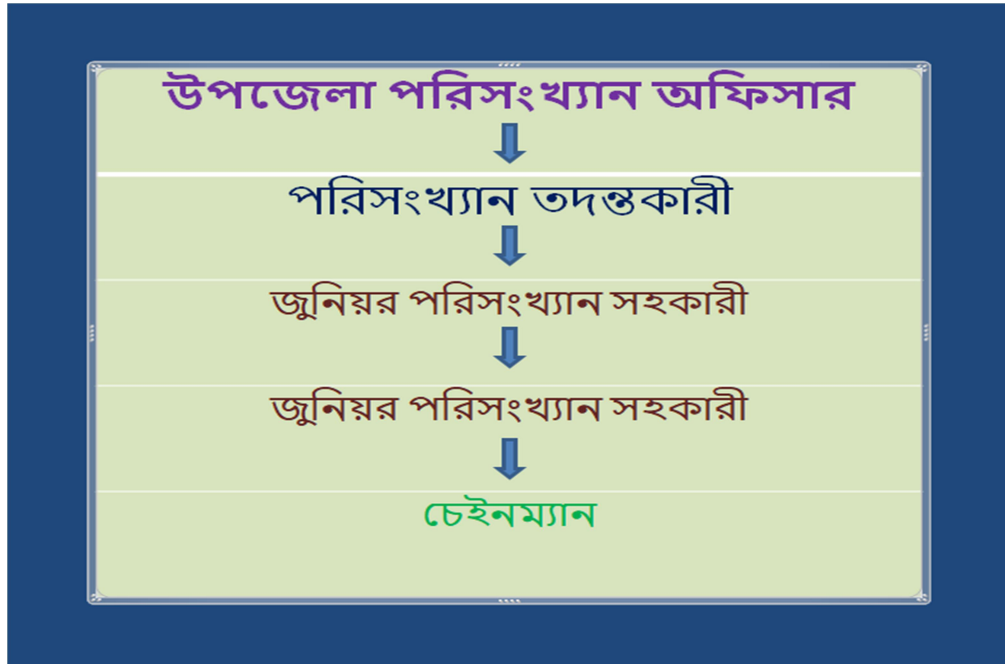 উপজেলা পরিসংখ্যান অফিসার
পরিসংখ্যান তদন্তকারী
জুনিয়র পরিসংখ্যান সহকারী
জুনিয়র পরিসংখ্যান সহকারী
চেইনম্যান